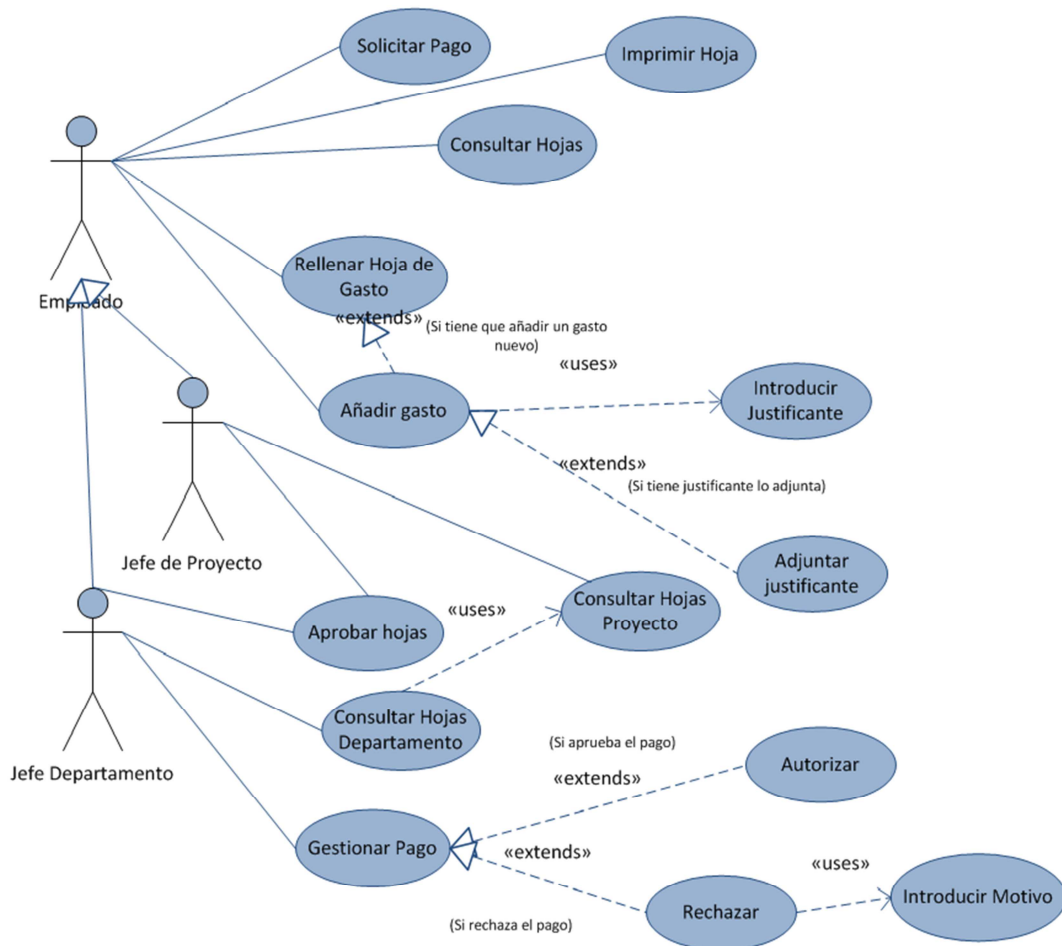 Solicitar Pago
Imprimir Hoja
Consultar Hojas
Empleado
Rellenar Hoja de
Gasto
«extends»
(Si tiene que añadir un gasto
nuevo)
«uses»
Añadir gasto
Introducir
Justificante
«extends»
(Si tiene justificante lo adjunta)
Jefe de Proyecto
Adjuntar
justificante
«uses»
Consultar Hojas
Proyecto
Aprobar hojas
Consultar Hojas
Departamento
Jefe Departamento
(Si aprueba el pago)
«extends»
Autorizar
Gestionar Pago
«extends»
(Si rechaza el pago)
Rechazar
«uses»
Introducir Motivo